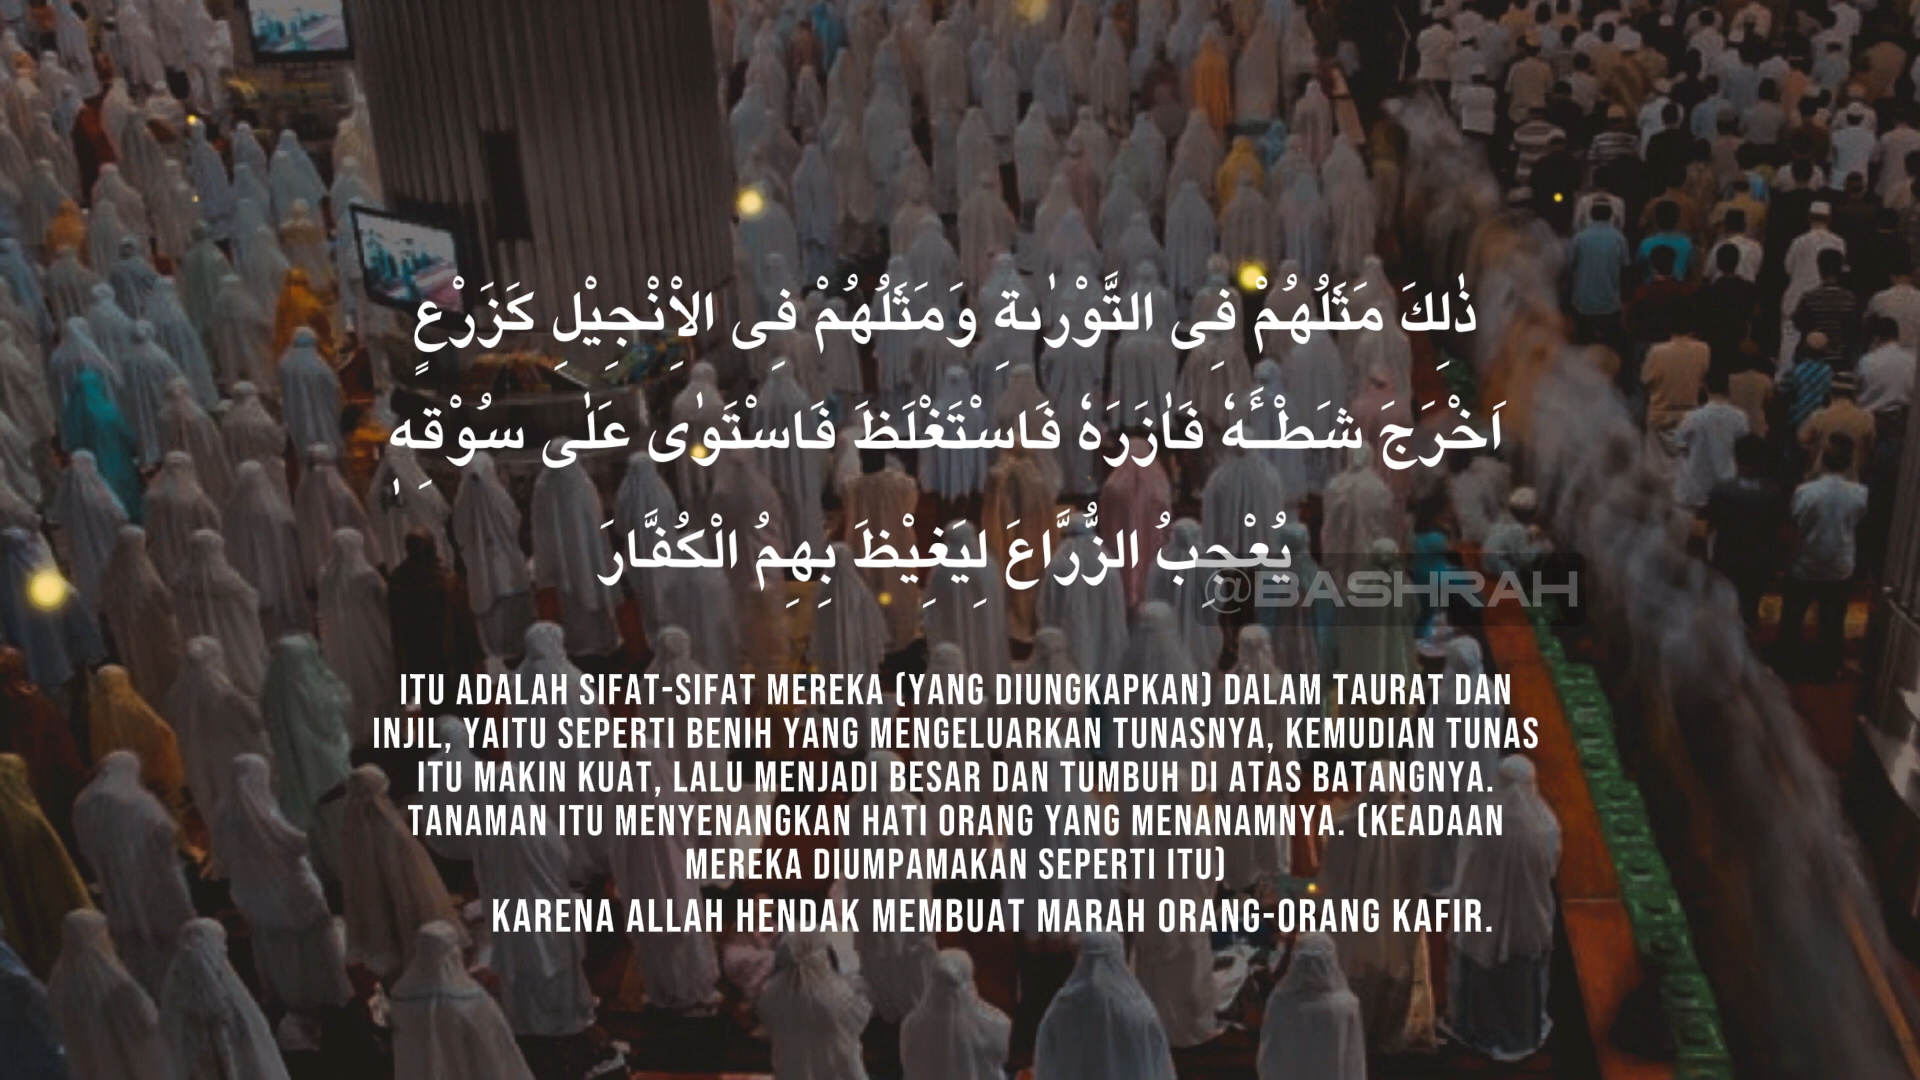 ذٰلِكَ مَثَلُهُمْ فِى التَّوْرٰىةِ وَمَثَلُهُمْ فِى الْاِنْجِيْلِ كَزَرْعٍ
اَخْرَجَ شَطْـَٔهٗ فَاٰزَرَهٗ فَاسْتَغْلَظَ فَاسْتَوٰى عَلٰى سُوْقِهٖ
يُعْجِبُ الزُّرَّاعَ لِيَغِيْظَ بِهِمُ الْكُفَّارَ
@BASHRAH
ITU ADALAH SIFAT-SIFAT MEREKA (YANG DIUNGKAPKAN) DALAM TAURAT DAN
INJIL, YAITU SEPERTI BENIH YANG MENGELUARKAN TUNASNYA, KEMUDIAN TUNAS
ITU MAKIN KUAT, LALU MENJADI BESAR DAN TUMBUH DI ATAS BATANGNYA.
TANAMAN ITU MENYENANGKAN HATI ORANG YANG MENANAMNYA. (KEADAAN
MEREKA DIUMPAMAKAN SEPERTI ITU)
KARENA ALLAH HENDAK MEMBUAT MARAH ORANG-ORANG KAFIR.